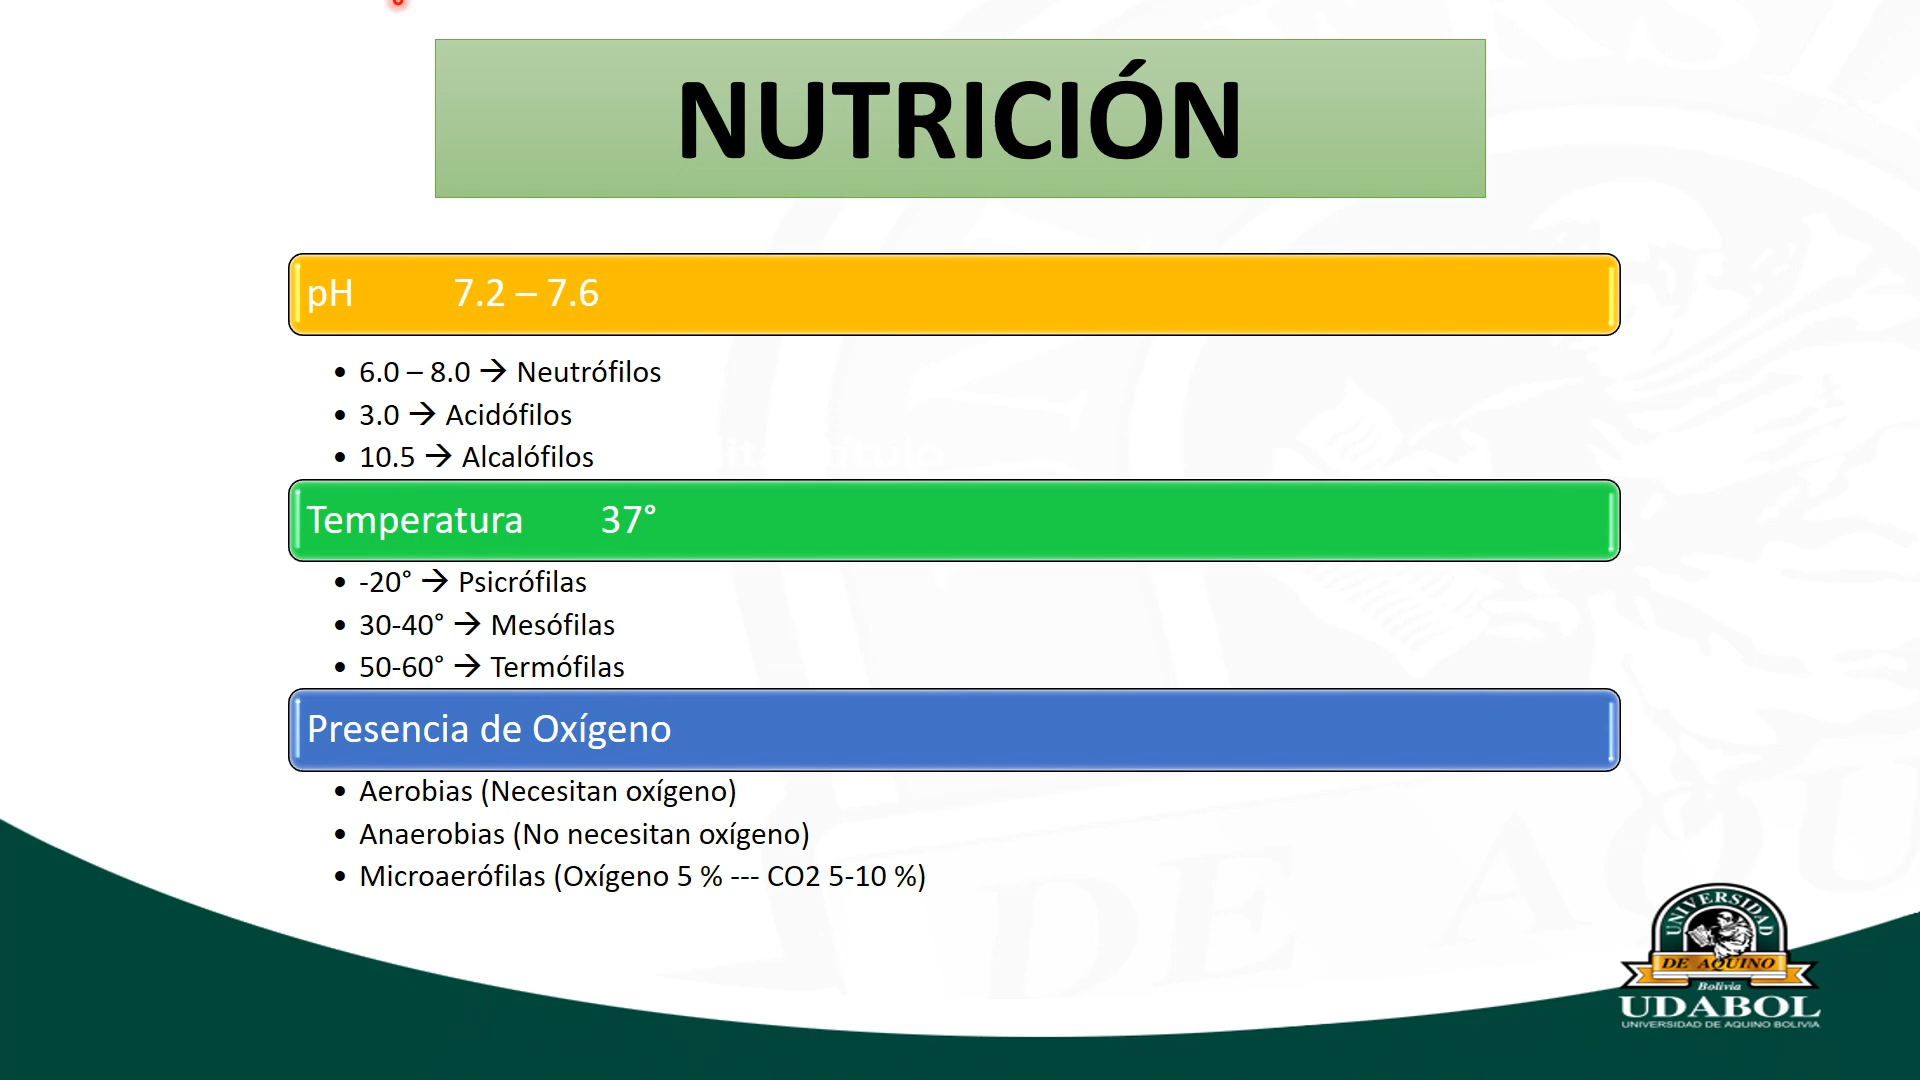 NUTRICIÓN
pH 7.2 – 7.6
• 6.0 – 8.0 → Neutrófilos
• 3.0 → Acidófilos
• 10.5 → Alcalófilos
Temperatura 37°
• -20° → Psicrófilas
• 30-40° → Mesófilas
• 50-60° → Termófilas
Presencia de Oxígeno
• Aerobias (Necesitan oxígeno)
• Anaerobias (No necesitan oxígeno)
• Microaerófilas (Oxígeno 5 % --- CO2 5-10 %)
UNIVERSIDAD
DE AQUINO
Bolivia
UDABOL
UNIVERSIDAD DE AQUINO BOLIVIA